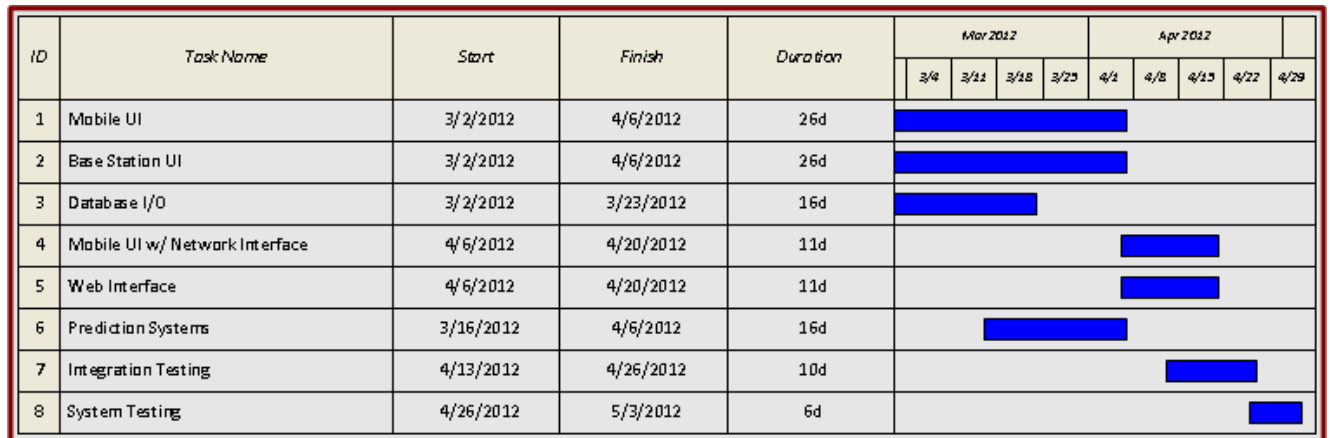 ID Task Name Start Finish Duration Mar 2012 Apr 2012
3/4 3/11 3/18 3/25 4/1 4/8 4/15 4/22 4/29
1 Mobile UI 3/2/2012 4/6/2012 26d
2 Base Station UI 3/2/2012 4/6/2012 26d
3 Database I/O 3/2/2012 3/23/2012 16d
4 Mobile UI w/ Network Interface 4/6/2012 4/20/2012 11d
5 Web Interface 4/6/2012 4/20/2012 11d
6 Prediction Systems 3/16/2012 4/6/2012 16d
7 Integration Testing 4/13/2012 4/26/2012 10d
8 System Testing 4/26/2012 5/3/2012 6d